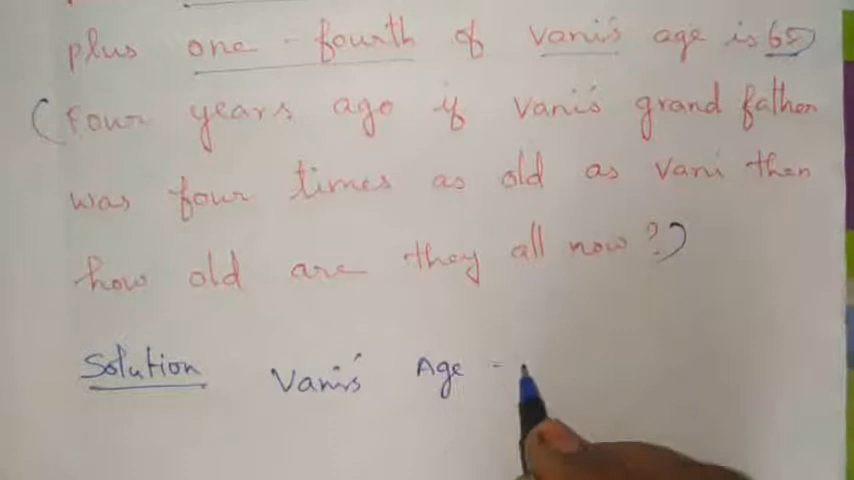 plus one - fourth of vani's age is 65)
(Four years ago if Vani's grand father
was four times as old as vani then
how old are they all now?)
Solution Vani's Age =